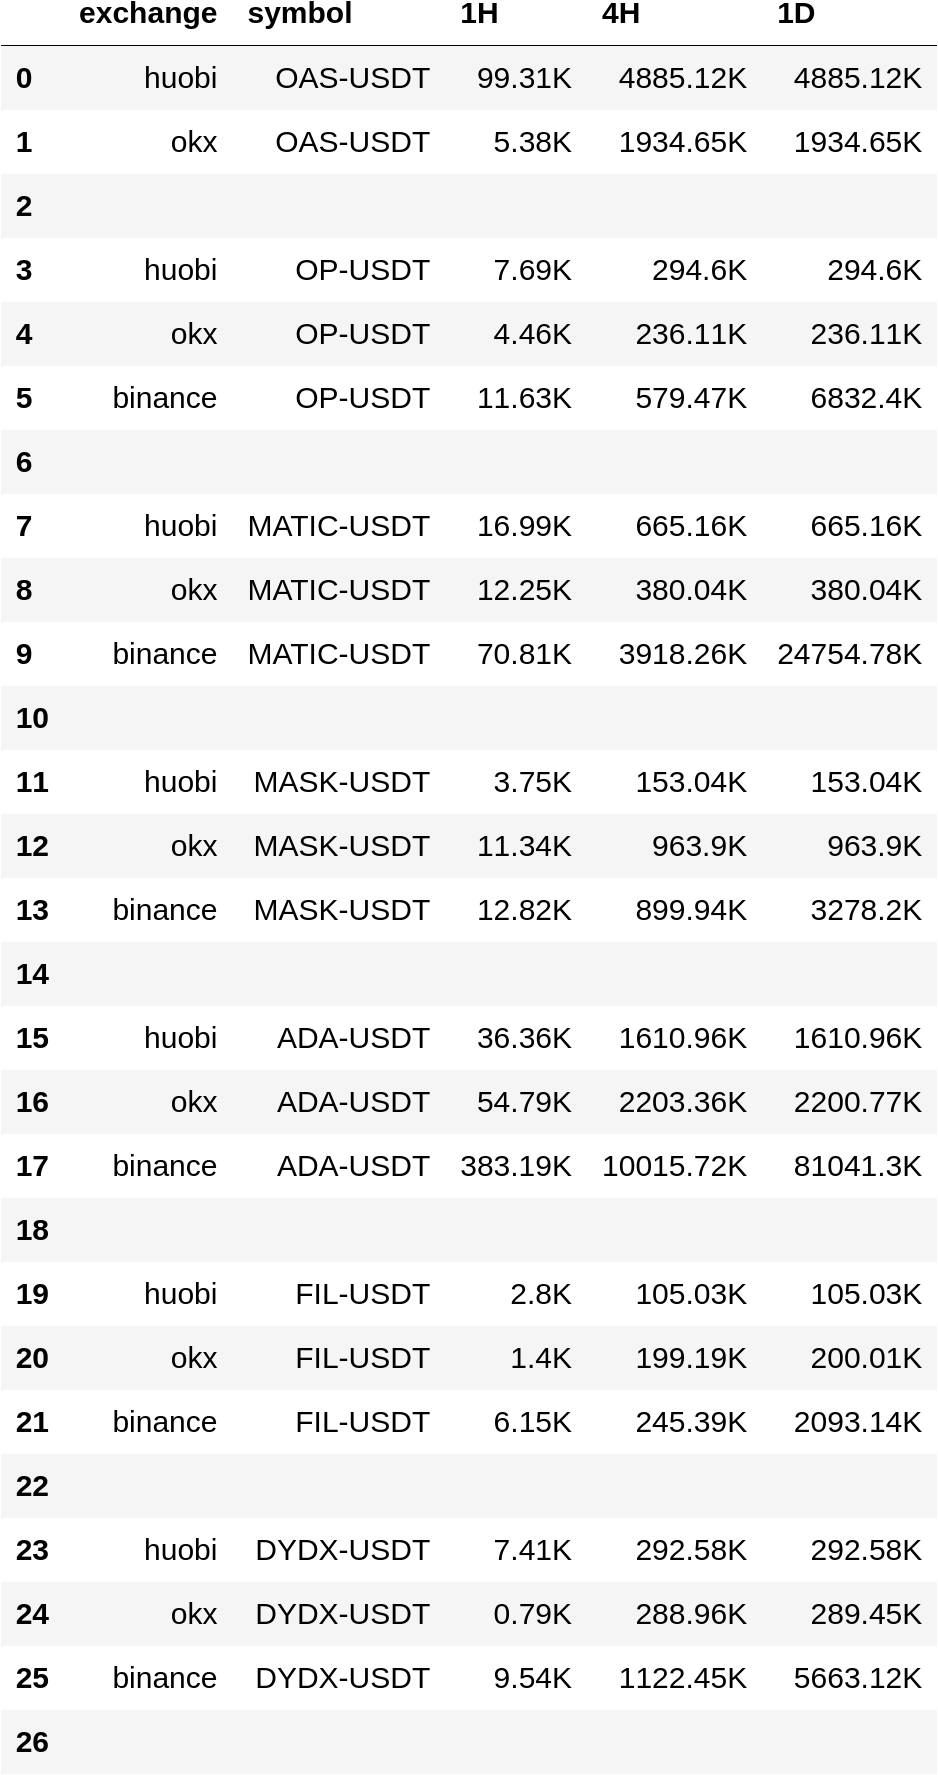 exchange symbol 1H 4H 1D
0 huobi OAS-USDT 99.31K 4885.12K 4885.12K
1 okx OAS-USDT 5.38K 1934.65K 1934.65K
2
3 huobi OP-USDT 7.69K 294.6K 294.6K
4 okx OP-USDT 4.46K 236.11K 236.11K
5 binance OP-USDT 11.63K 579.47K 6832.4K
6
7 huobi MATIC-USDT 16.99K 665.16K 665.16K
8 okx MATIC-USDT 12.25K 380.04K 380.04K
9 binance MATIC-USDT 70.81K 3918.26K 24754.78K
10
11 huobi MASK-USDT 3.75K 153.04K 153.04K
12 okx MASK-USDT 11.34K 963.9K 963.9K
13 binance MASK-USDT 12.82K 899.94K 3278.2K
14
15 huobi ADA-USDT 36.36K 1610.96K 1610.96K
16 okx ADA-USDT 54.79K 2203.36K 2200.77K
17 binance ADA-USDT 383.19K 10015.72K 81041.3K
18
19 huobi FIL-USDT 2.8K 105.03K 105.03K
20 okx FIL-USDT 1.4K 199.19K 200.01K
21 binance FIL-USDT 6.15K 245.39K 2093.14K
22
23 huobi DYDX-USDT 7.41K 292.58K 292.58K
24 okx DYDX-USDT 0.79K 288.96K 289.45K
25 binance DYDX-USDT 9.54K 1122.45K 5663.12K
26